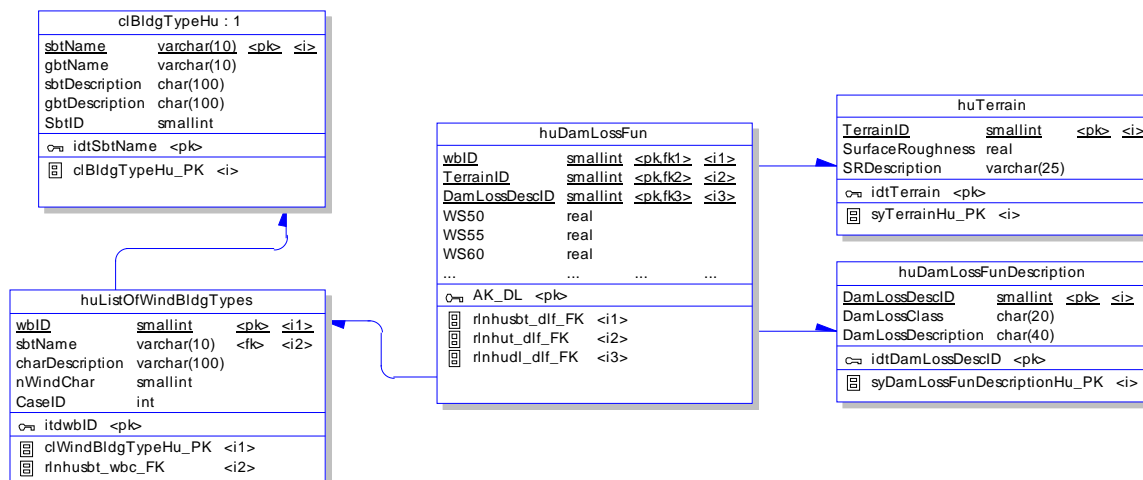 clBldgTypeHu : 1
sbtName varchar(10) <pk> <i>
gbtName varchar(10)
sbtDescription char(100)
gbtDescription char(100)
SbtID smallint
idtSbtName <pk>
clBldgTypeHu_PK <i>
huListOfWindBldgTypes
wbID smallint <pk> <i1>
sbtName varchar(10) <fk> <i2>
charDescription varchar(100)
nWindChar smallint
CaseID int
itdwbID <pk>
clWindBldgTypeHu_PK <i1>
rlnhusbt_wbc_FK <i2>
huDamLossFun
wbID smallint <pk,fk1> <i1>
TerrainID smallint <pk,fk2> <i2>
DamLossDescID smallint <pk,fk3> <i3>
WS50 real
WS55 real
WS60 real
... ... ... ...
AK_DL <pk>
rlnhusbt_dlf_FK <i1>
rlnhut_dlf_FK <i2>
rlnhudl_dlf_FK <i3>
huTerrain
TerrainID smallint <pk> <i>
SurfaceRoughness real
SRDescription varchar(25)
idtTerrain <pk>
syTerrainHu_PK <i>
huDamLossFunDescription
DamLossDescID smallint <pk> <i>
DamLossClass char(20)
DamLossDescription char(40)
idtDamLossDescID <pk>
syDamLossFunDescriptionHu_PK <i>